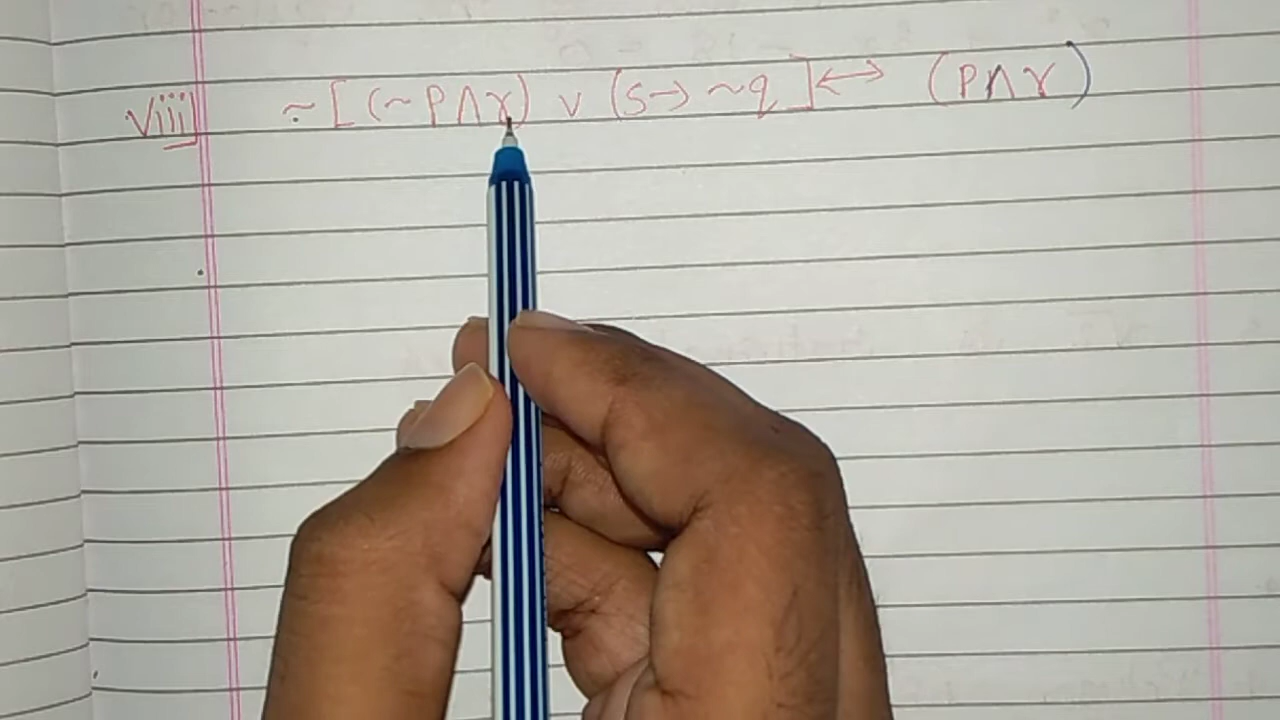 viii] ~ [(~ p ∧ r) ∨ (s → ~ q)] ↔ (p ∧ r)